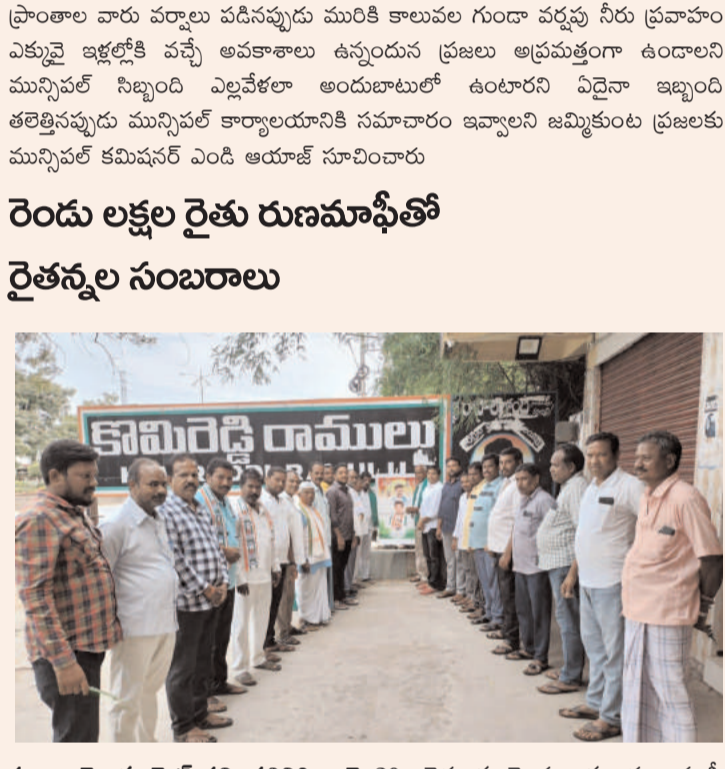 ప్రాంతాల వారు వర్షాలు పడినప్పుడు మురికి కాలువల గుండా వర్షపు నీరు ప్రవాహం
ఎక్కువై ఇళ్లల్లోకి వచ్చే అవకాశాలు ఉన్నందున ప్రజలు అప్రమత్తంగా ఉండాలని
మున్సిపల్ సిబ్బంది ఎల్లవేళలా అందుబాటులో ఉంటారని ఏదైనా ఇబ్బంది
తలెత్తినప్పుడు మున్సిపల్ కార్యాలయానికి సమాచారం ఇవ్వాలని జమ్మికుంట ప్రజలకు
మున్సిపల్ కమిషనర్ ఎండి ఆయాజ్ సూచించారు
రెండు లక్షల రైతు రుణమాఫీతో
రైతన్నల సంబరాలు
కొమిరెడ్డి రాములు